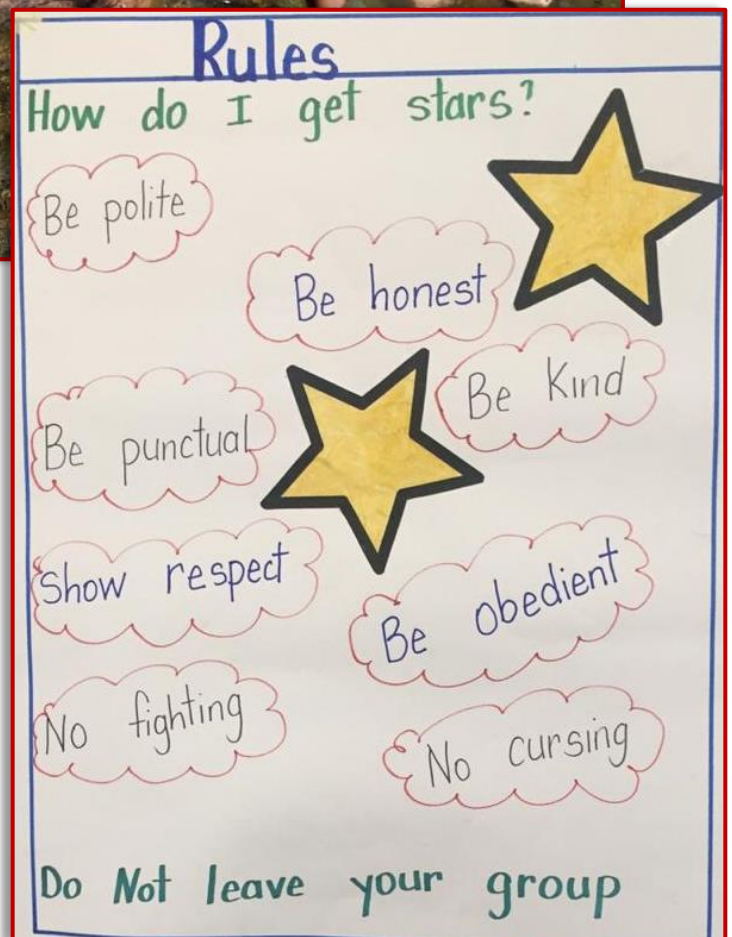 Rules
How do I get stars?
Be polite
Be honest
Be punctual
Be Kind
Show respect
Be obedient
No fighting
No cursing
Do Not leave your group